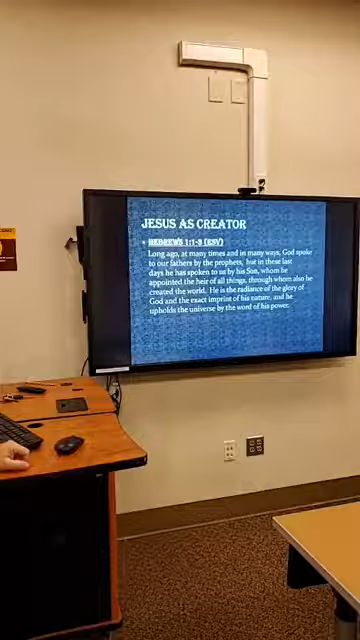 JESUS AS CREATOR
• HEBREWS 1:1-3 (ESV)
Long ago, at many times and in many ways, God spoke
to our fathers by the prophets, but in these last
days he has spoken to us by his Son, whom he
appointed the heir of all things, through whom also he
created the world. He is the radiance of the glory of
God and the exact imprint of his nature, and he
upholds the universe by the word of his power.